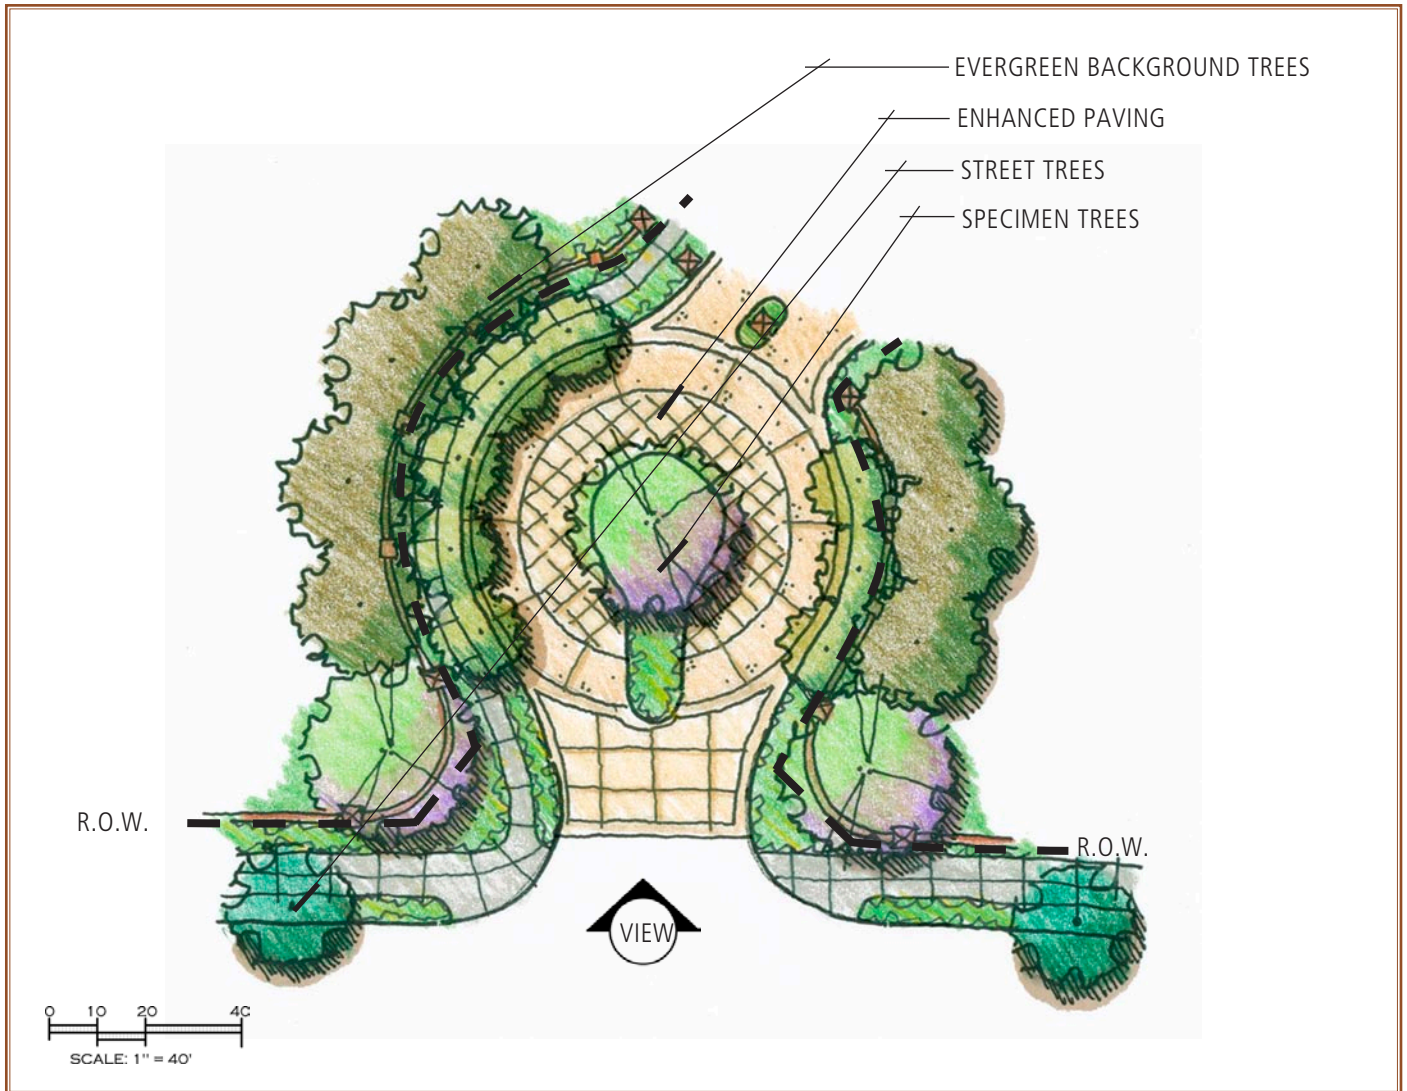 EVERGREEN BACKGROUND TREES
ENHANCED PAVING
STREET TREES
SPECIMEN TREES
R.O.W.
R.O.W.
VIEW
0 10 20 40
SCALE: 1" = 40'